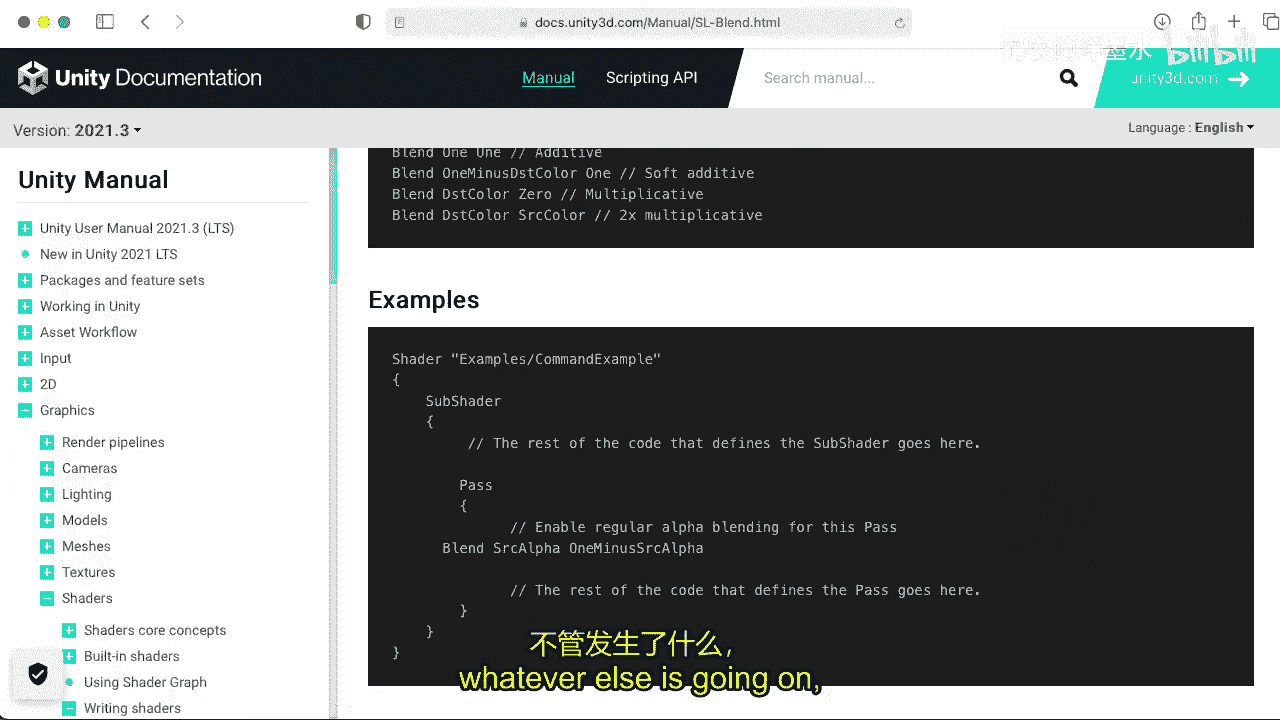 docs.unity3d.com/Manual/SL-Blend.html
bilibili
Unity Documentation
Manual
Scripting API
Search manual...
unity3d.com
Version: 2021.3
Language : English
Unity Manual
Unity User Manual 2021.3 (LTS)
New in Unity 2021 LTS
Packages and feature sets
Working in Unity
Asset Workflow
Input
2D
Graphics
Render pipelines
Cameras
Lighting
Models
Meshes
Textures
Shaders
Shaders core concepts
Built-in shaders
Using Shader Graph
Writing shaders
Blend One One // Additive
Blend OneMinusDstColor One // Soft additive
Blend DstColor Zero // Multiplicative
Blend DstColor SrcColor // 2x multiplicative
Examples
Shader "Examples/CommandExample"
{
SubShader
{
// The rest of the code that defines the SubShader goes here.
Pass
{
// Enable regular alpha blending for this Pass
Blend SrcAlpha OneMinusSrcAlpha
// The rest of the code that defines the Pass goes here.
}
}
}
不管发生了什么，
whatever else is going on,